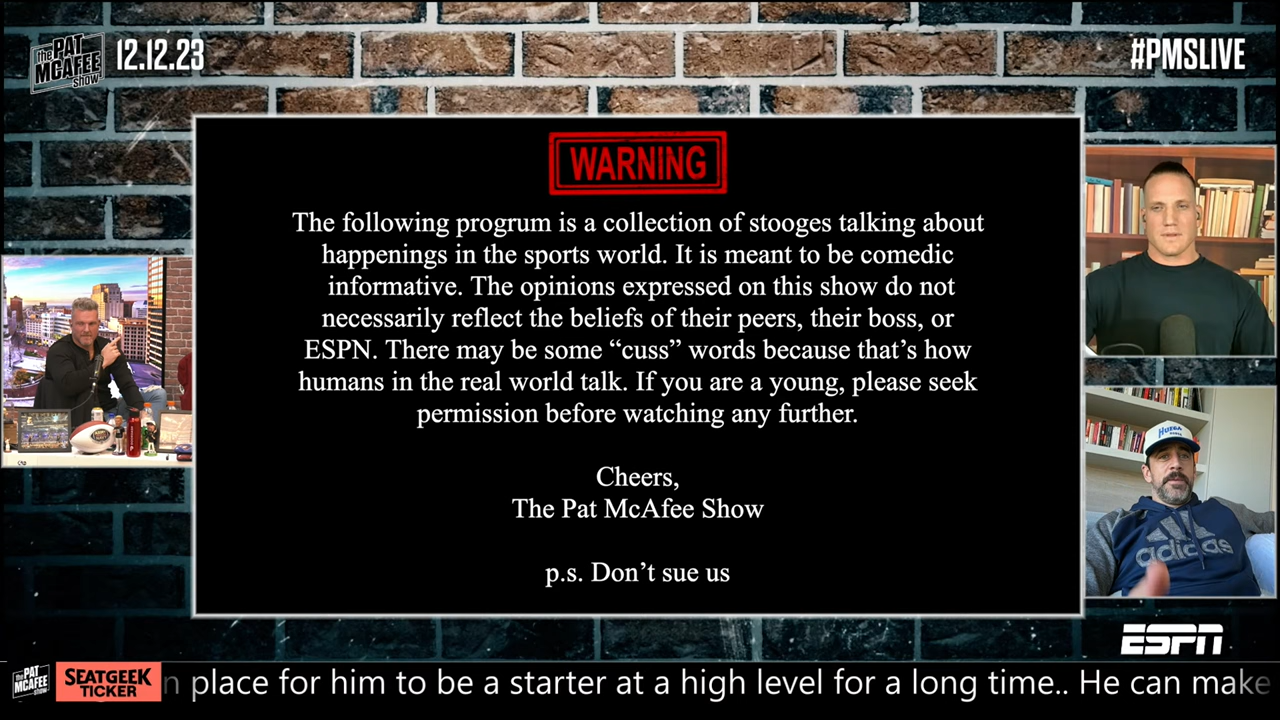 the PAT MCAFEE show
12.12.23
#PMSLIVE
WARNING
The following progrum is a collection of stooges talking about
happenings in the sports world. It is meant to be comedic
informative. The opinions expressed on this show do not
necessarily reflect the beliefs of their peers, their boss, or
ESPN. There may be some “cuss” words because that’s how
humans in the real world talk. If you are a young, please seek
permission before watching any further.
Cheers,
The Pat McAfee Show
p.s. Don’t sue us
adidas
ESPN
the PAT MCAFEE show
SEATGEEK
TICKER
n place for him to be a starter at a high level for a long time.. He can make